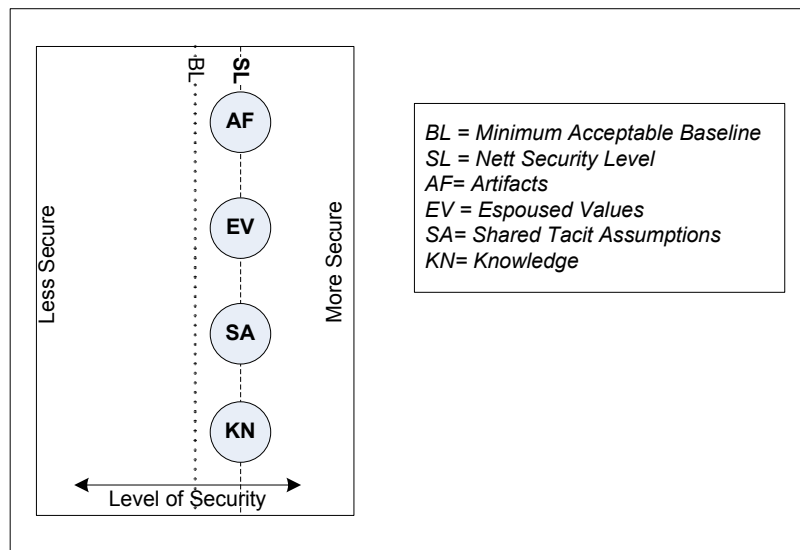 BL
SL
AF
EV
SA
KN
Less Secure
More Secure
Level of Security
BL = Minimum Acceptable Baseline
SL = Nett Security Level
AF= Artifacts
EV = Espoused Values
SA= Shared Tacit Assumptions
KN= Knowledge